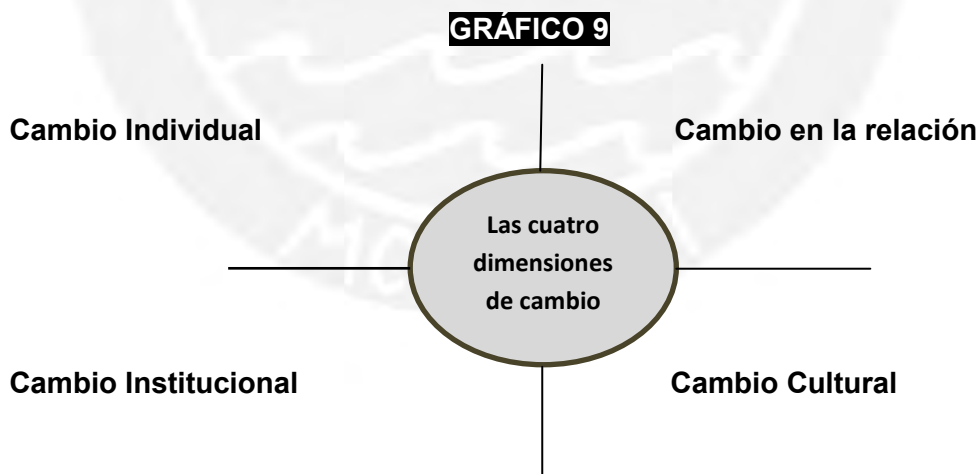 GRÁFICO 9
Cambio Individual
Cambio en la relación
Las cuatro
dimensiones
de cambio
Cambio Institucional
Cambio Cultural